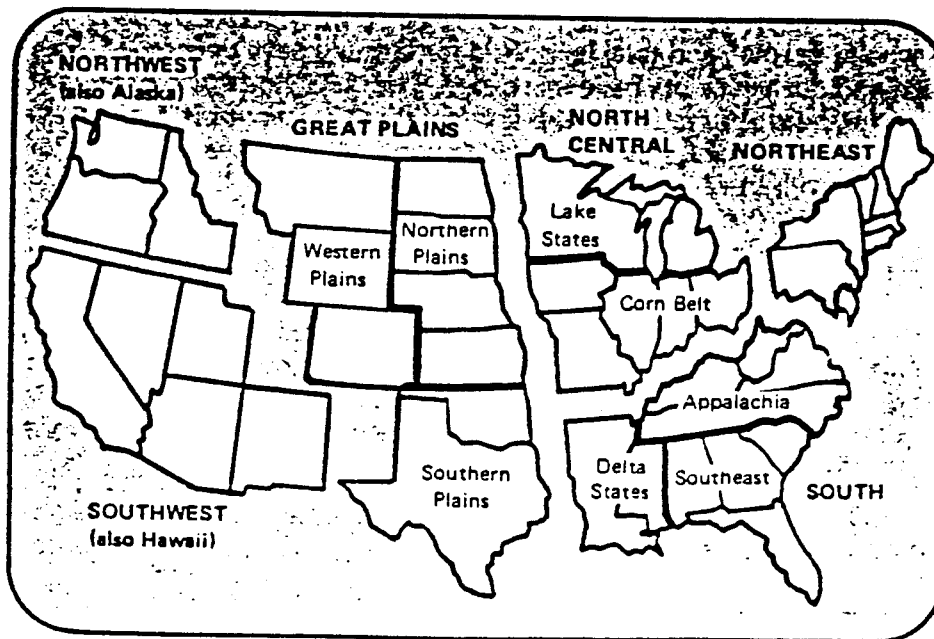 NORTHWEST
(also Alaska)
GREAT PLAINS
NORTH
CENTRAL
NORTHEAST
Lake
States
Western
Plains
Northern
Plains
Corn Belt
Appalachia
Southern
Plains
Delta
States
Southeast
SOUTH
SOUTHWEST
(also Hawaii)